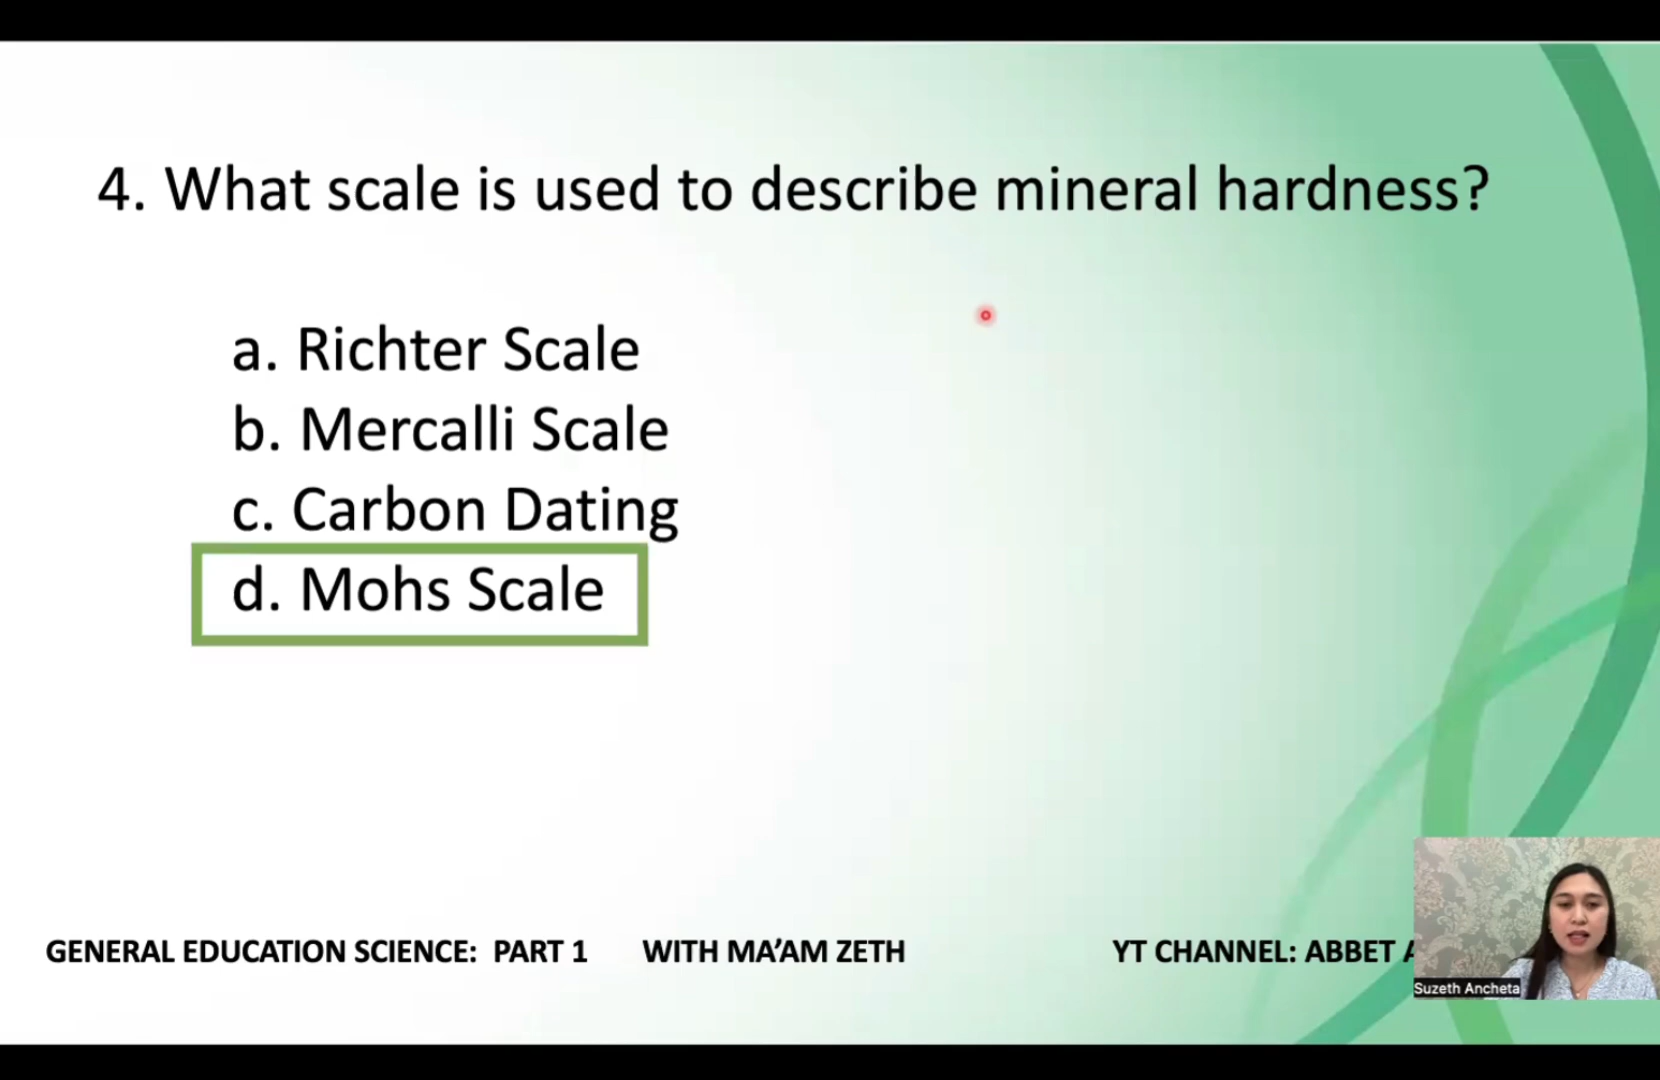 4. What scale is used to describe mineral hardness?
a. Richter Scale
b. Mercalli Scale
c. Carbon Dating
d. Mohs Scale
GENERAL EDUCATION SCIENCE: PART 1 WITH MA’AM ZETH YT CHANNEL: ABBET
Suzeth Ancheta